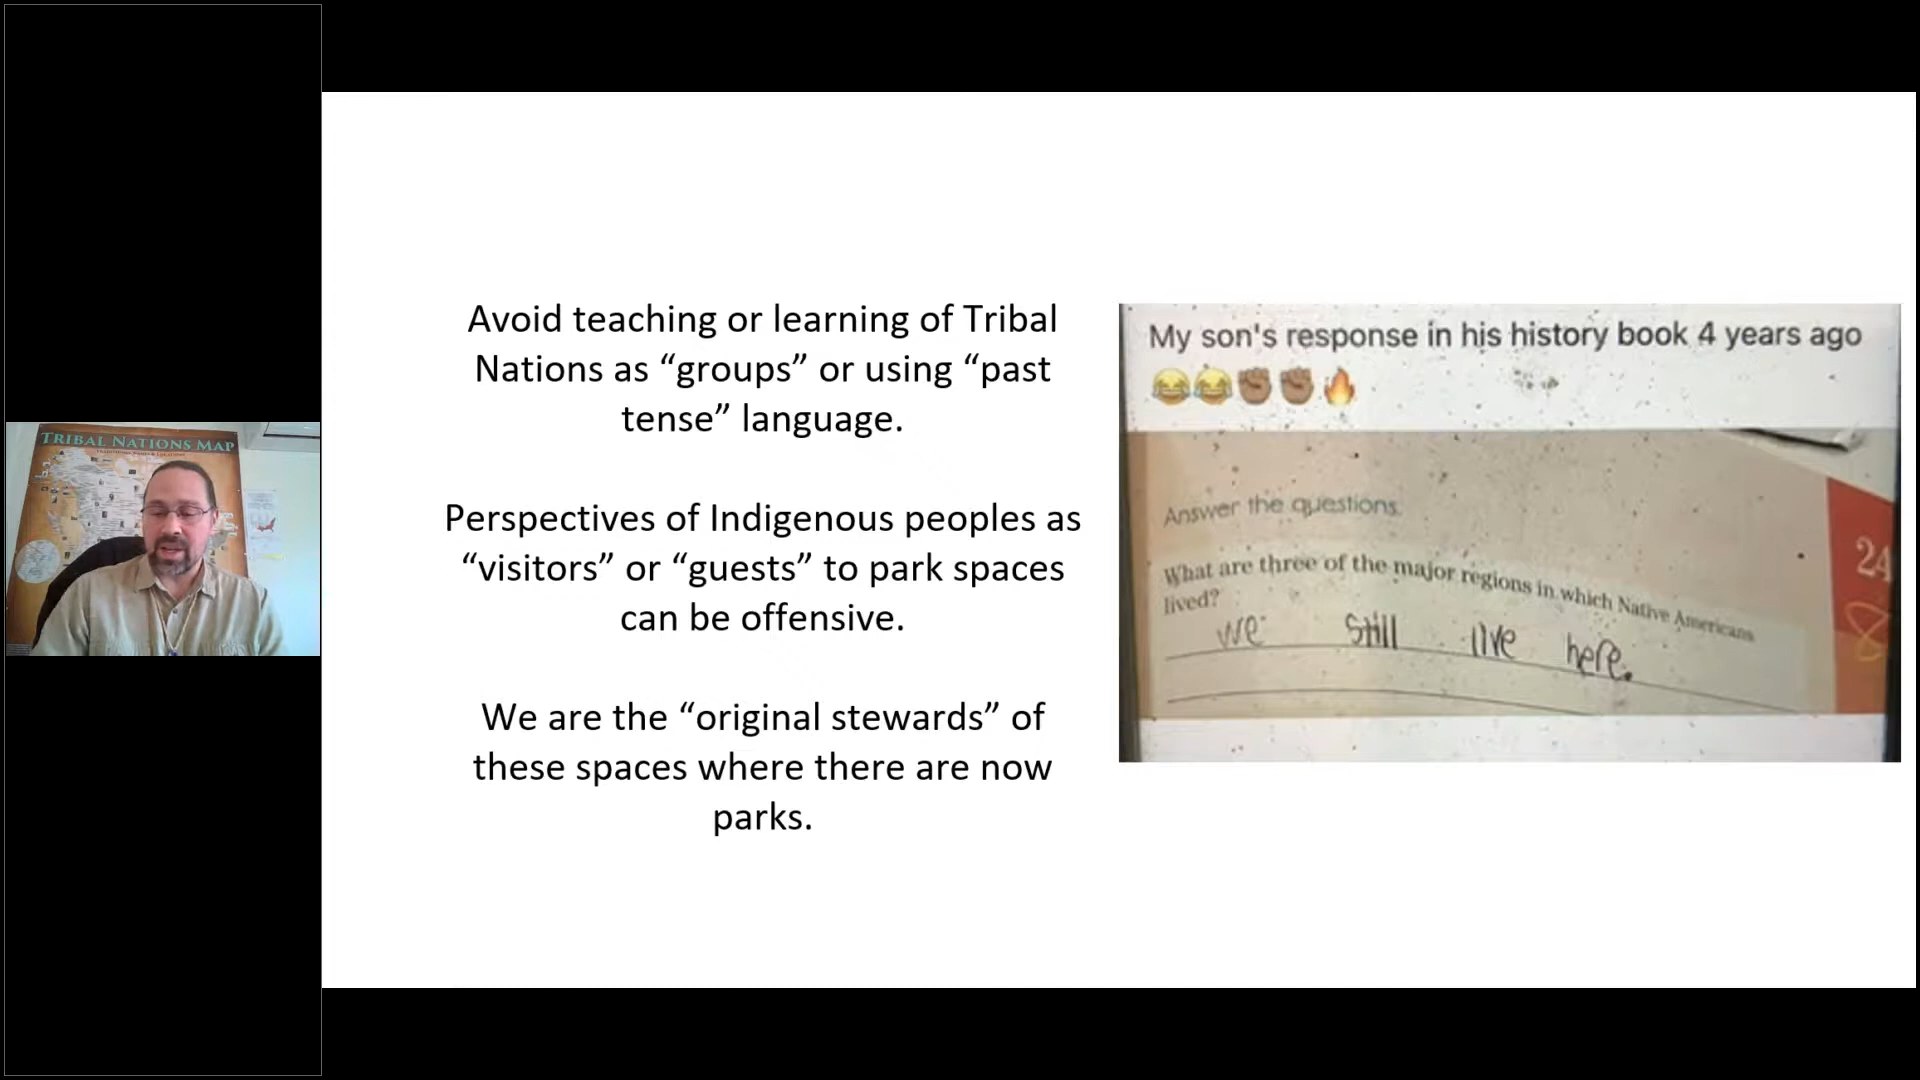 TRIBAL NATIONS MAP
Avoid teaching or learning of Tribal
Nations as “groups” or using “past
tense” language.
Perspectives of Indigenous peoples as
“visitors” or “guests” to park spaces
can be offensive.
We are the “original stewards” of
these spaces where there are now
parks.
My son's response in his history book 4 years ago
😂😂✊🏾✊🏾🔥
Answer the questions.
What are three of the major regions in which Native Americans
lived?
we still live here.
24